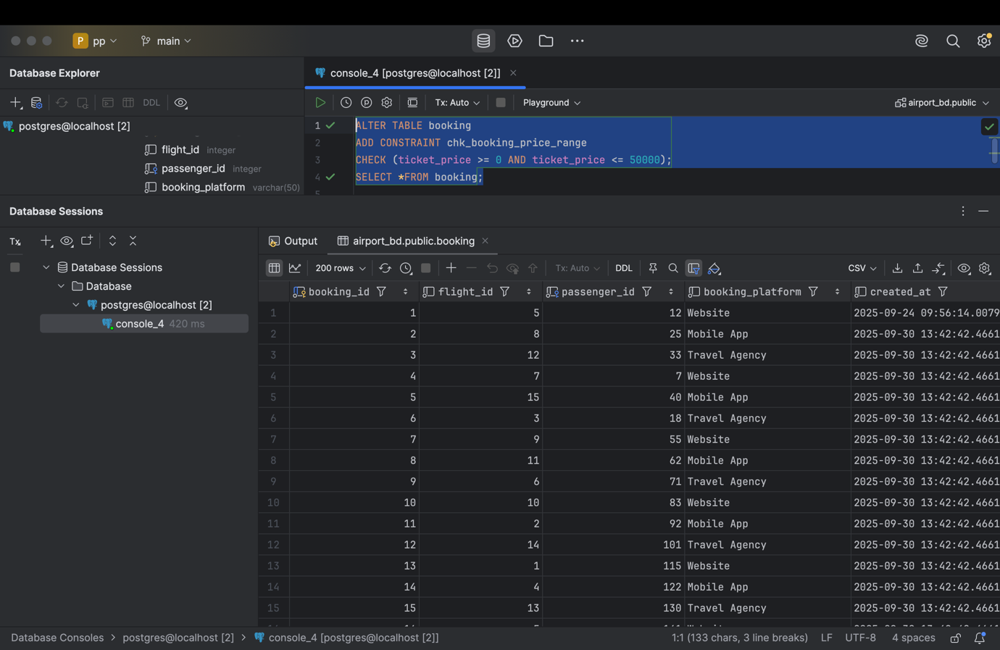 P pp main
Database Explorer
console_4 [postgres@localhost [2]]
DDL
Tx: Auto Playground airport_bd.public
postgres@localhost [2]
flight_id integer
passenger_id integer
booking_platform varchar(50)
1 ALTER TABLE booking
2 ADD CONSTRAINT chk_booking_price_range
3 CHECK (ticket_price >= 0 AND ticket_price <= 50000);
4 SELECT *FROM booking;
5
Database Sessions
Tx
Database Sessions
Database
postgres@localhost [2]
console_4 420 ms
Output airport_bd.public.booking
200 rows Tx: Auto DDL CSV
booking_id flight_id passenger_id booking_platform created_at
1 1 5 12 Website 2025-09-24 09:56:14.0079
2 2 8 25 Mobile App 2025-09-30 13:42:42.4661
3 3 12 33 Travel Agency 2025-09-30 13:42:42.4661
4 4 7 7 Website 2025-09-30 13:42:42.4661
5 5 15 40 Mobile App 2025-09-30 13:42:42.4661
6 6 3 18 Travel Agency 2025-09-30 13:42:42.4661
7 7 9 55 Website 2025-09-30 13:42:42.4661
8 8 11 62 Mobile App 2025-09-30 13:42:42.4661
9 9 6 71 Travel Agency 2025-09-30 13:42:42.4661
10 10 10 83 Website 2025-09-30 13:42:42.4661
11 11 2 92 Mobile App 2025-09-30 13:42:42.4661
12 12 14 101 Travel Agency 2025-09-30 13:42:42.4661
13 13 1 115 Website 2025-09-30 13:42:42.4661
14 14 4 122 Mobile App 2025-09-30 13:42:42.4661
15 15 13 130 Travel Agency 2025-09-30 13:42:42.4661
Database Consoles > postgres@localhost [2] > console_4 [postgres@localhost [2]]
1:1 (133 chars, 3 line breaks) LF UTF-8 4 spaces